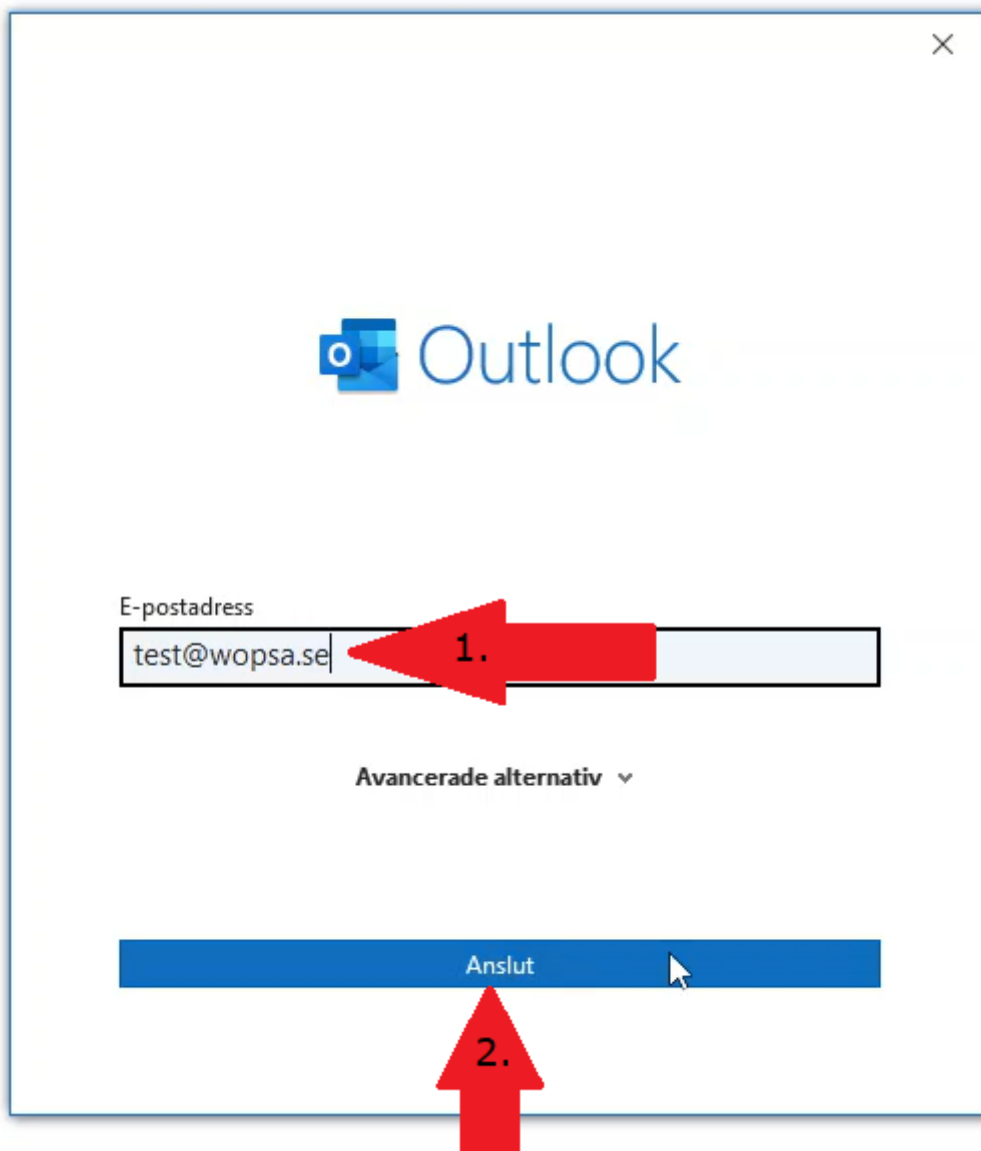 Outlook
E-postadress
test@wopsa.se
1.
Avancerade alternativ
Anslut
2.